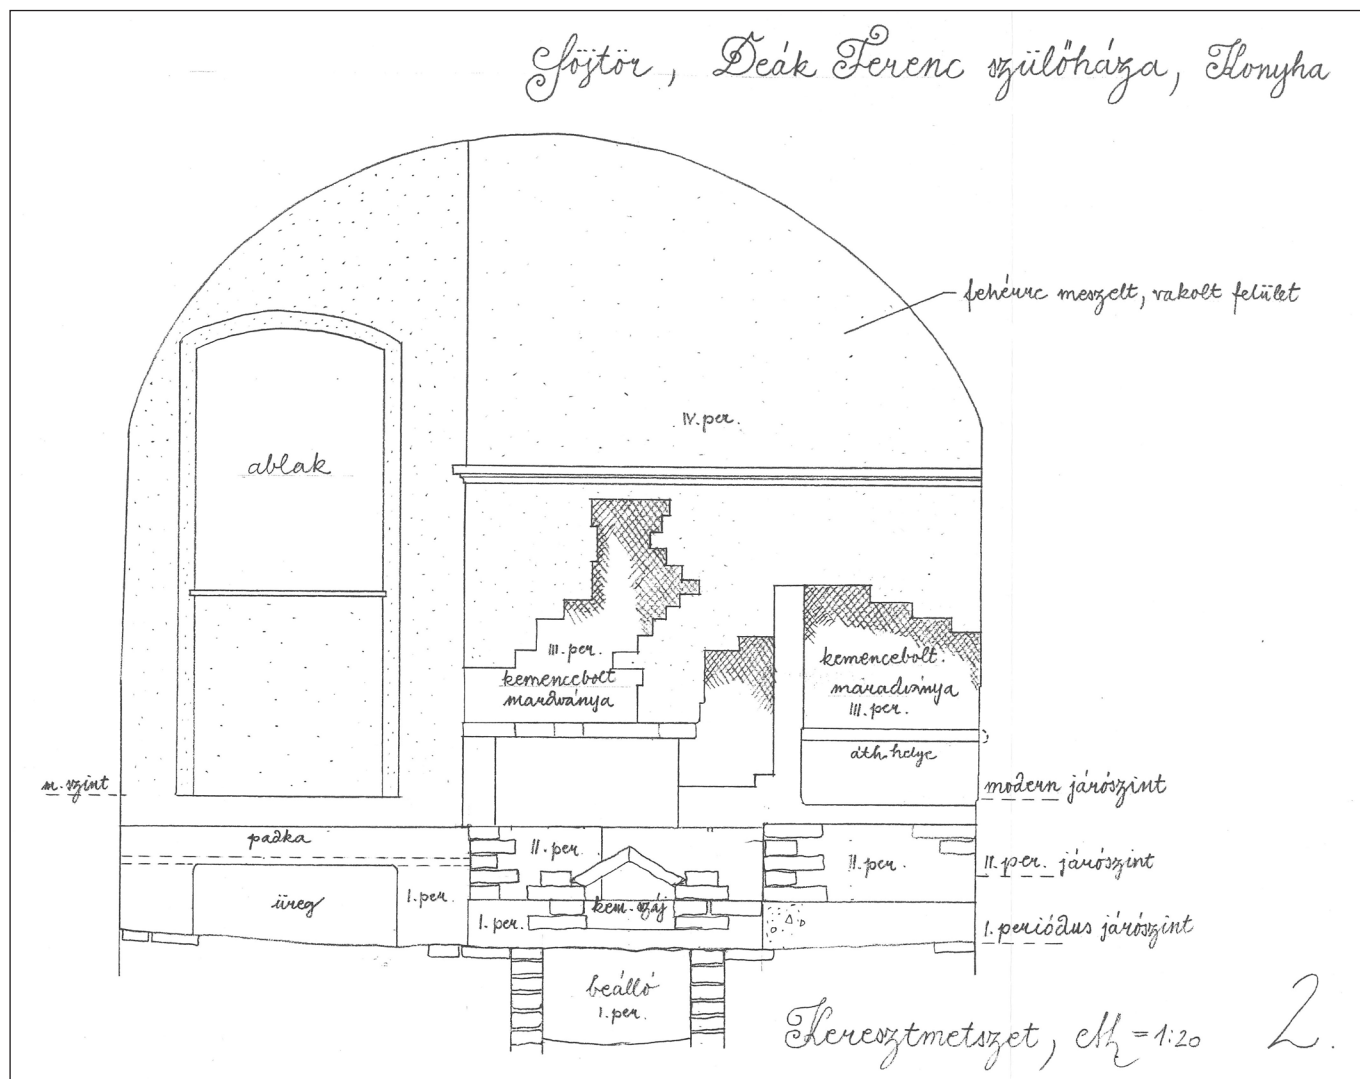 Söjtör, Deák Ferenc szülőháza, Konyha
fehérre meszelt, vakolt felület
IV. per.
ablak
III. per.
kemencebolt
mardványa
kemencebolt.
maradványa
III. per.
áth. helye
m. szint
modern járószint
padka
II. per.
II. per.
II. per. járószint
üreg
I. per.
kem. száj
I. per.
I. periódus járószint
beálló
I. per.
Keresztmetszet, M = 1:20
2.